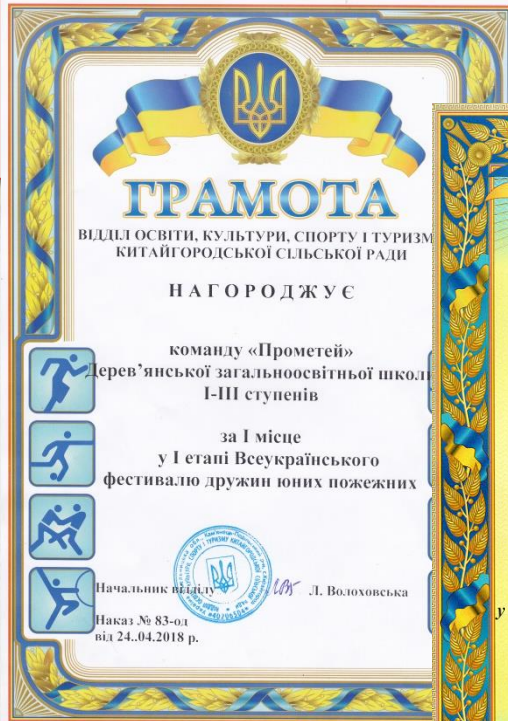 ГРАМОТА
ВІДДІЛ ОСВІТИ, КУЛЬТУРИ, СПОРТУ І ТУРИЗМ
КИТАЙГОРОДСЬКОЇ СІЛЬСЬКОЇ РАДИ
НАГОРОДЖУЄ
команду «Прометей»
Дерев’янської загальноосвітньої школи
І-ІІІ ступенів
за І місце
у І етапі Всеукраїнського
фестивалю дружин юних пожежних
Начальник відділу Л. Волоховська
Наказ № 83-од
від 24..04.2018 р.
у